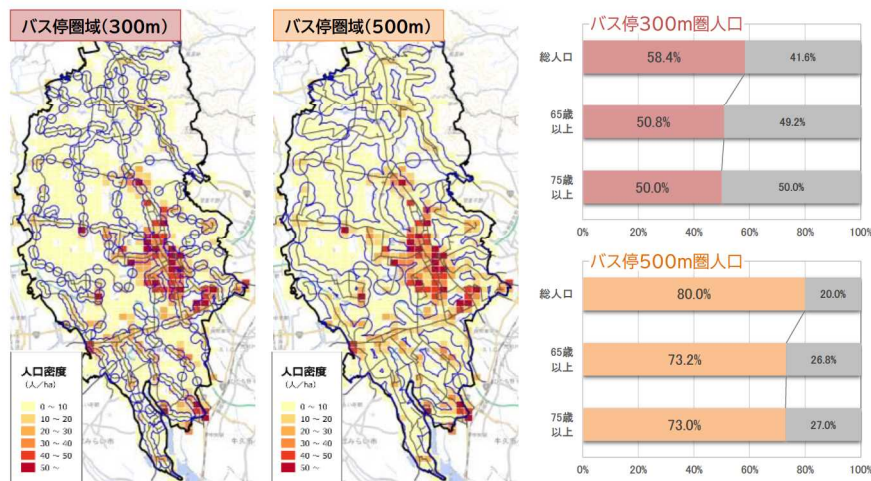 バス停圏域(300m)
人口密度
(人/ha)
0 ～ 10
10 ～ 20
20 ～ 30
30 ～ 40
40 ～ 50
50 ～
バス停圏域(500m)
人口密度
(人/ha)
0 ～ 10
10 ～ 20
20 ～ 30
30 ～ 40
40 ～ 50
50 ～
バス停300m圏人口
総人口
58.4%
41.6%
65歳
以上
50.8%
49.2%
75歳
以上
50.0%
50.0%
0%
20%
40%
60%
80%
100%
バス停500m圏人口
総人口
80.0%
20.0%
65歳
以上
73.2%
26.8%
75歳
以上
73.0%
27.0%
0%
20%
40%
60%
80%
100%